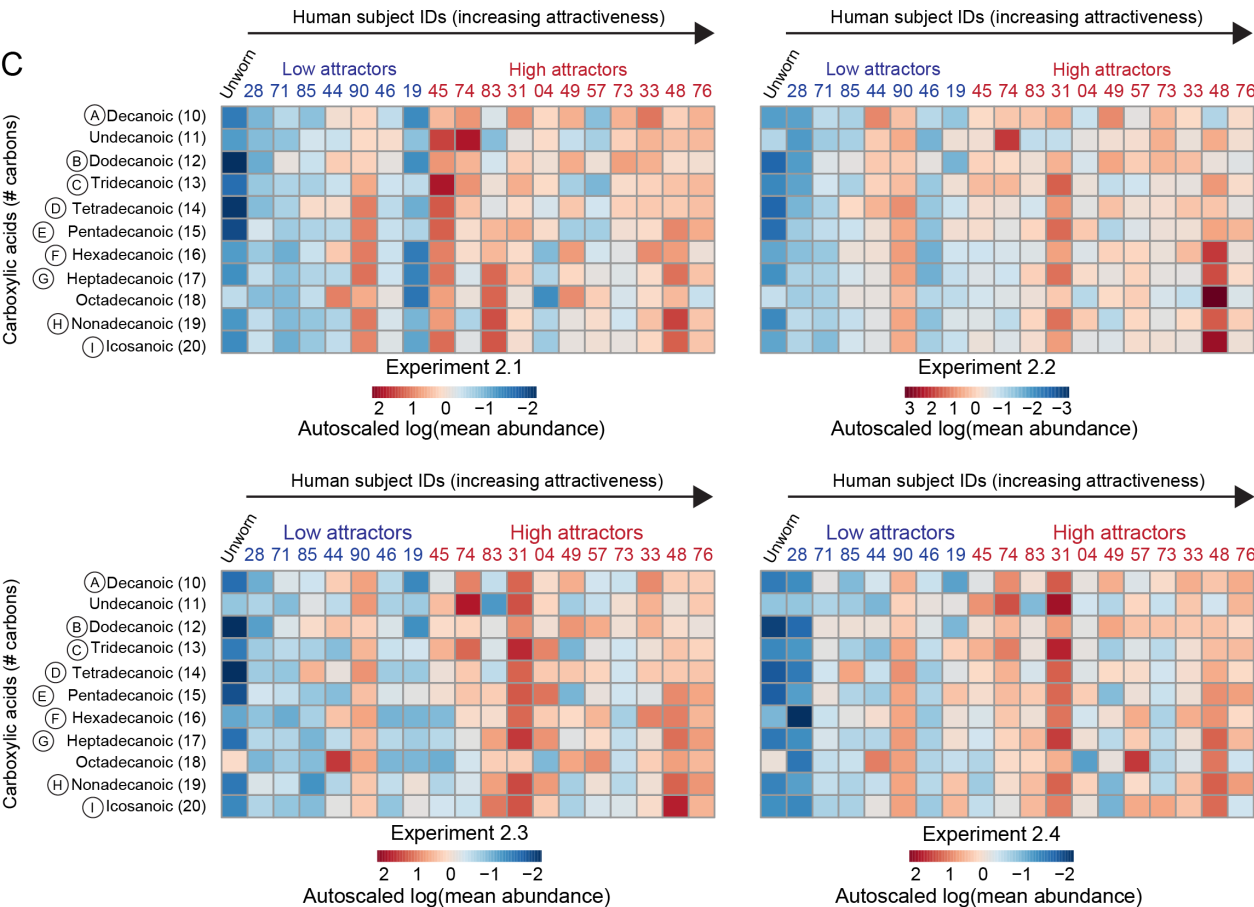 C
Human subject IDs (increasing attractiveness)
Unworn
Low attractors
High attractors
28 71 85 44 90 46 19 45 74 83 31 04 49 57 73 33 48 76
Carboxylic acids (# carbons)
A Decanoic (10)
Undecanoic (11)
B Dodecanoic (12)
C Tridecanoic (13)
D Tetradecanoic (14)
E Pentadecanoic (15)
F Hexadecanoic (16)
G Heptadecanoic (17)
Octadecanoic (18)
H Nonadecanoic (19)
I Icosanoic (20)
Experiment 2.1
2 1 0 −1 −2
Autoscaled log(mean abundance)
Human subject IDs (increasing attractiveness)
Unworn
Low attractors
High attractors
28 71 85 44 90 46 19 45 74 83 31 04 49 57 73 33 48 76
Experiment 2.2
3 2 1 0 −1 −2 −3
Autoscaled log(mean abundance)
Human subject IDs (increasing attractiveness)
Unworn
Low attractors
High attractors
28 71 85 44 90 46 19 45 74 83 31 04 49 57 73 33 48 76
Carboxylic acids (# carbons)
A Decanoic (10)
Undecanoic (11)
B Dodecanoic (12)
C Tridecanoic (13)
D Tetradecanoic (14)
E Pentadecanoic (15)
F Hexadecanoic (16)
G Heptadecanoic (17)
Octadecanoic (18)
H Nonadecanoic (19)
I Icosanoic (20)
Experiment 2.3
2 1 0 −1 −2
Autoscaled log(mean abundance)
Human subject IDs (increasing attractiveness)
Unworn
Low attractors
High attractors
28 71 85 44 90 46 19 45 74 83 31 04 49 57 73 33 48 76
Experiment 2.4
2 1 0 −1 −2
Autoscaled log(mean abundance)